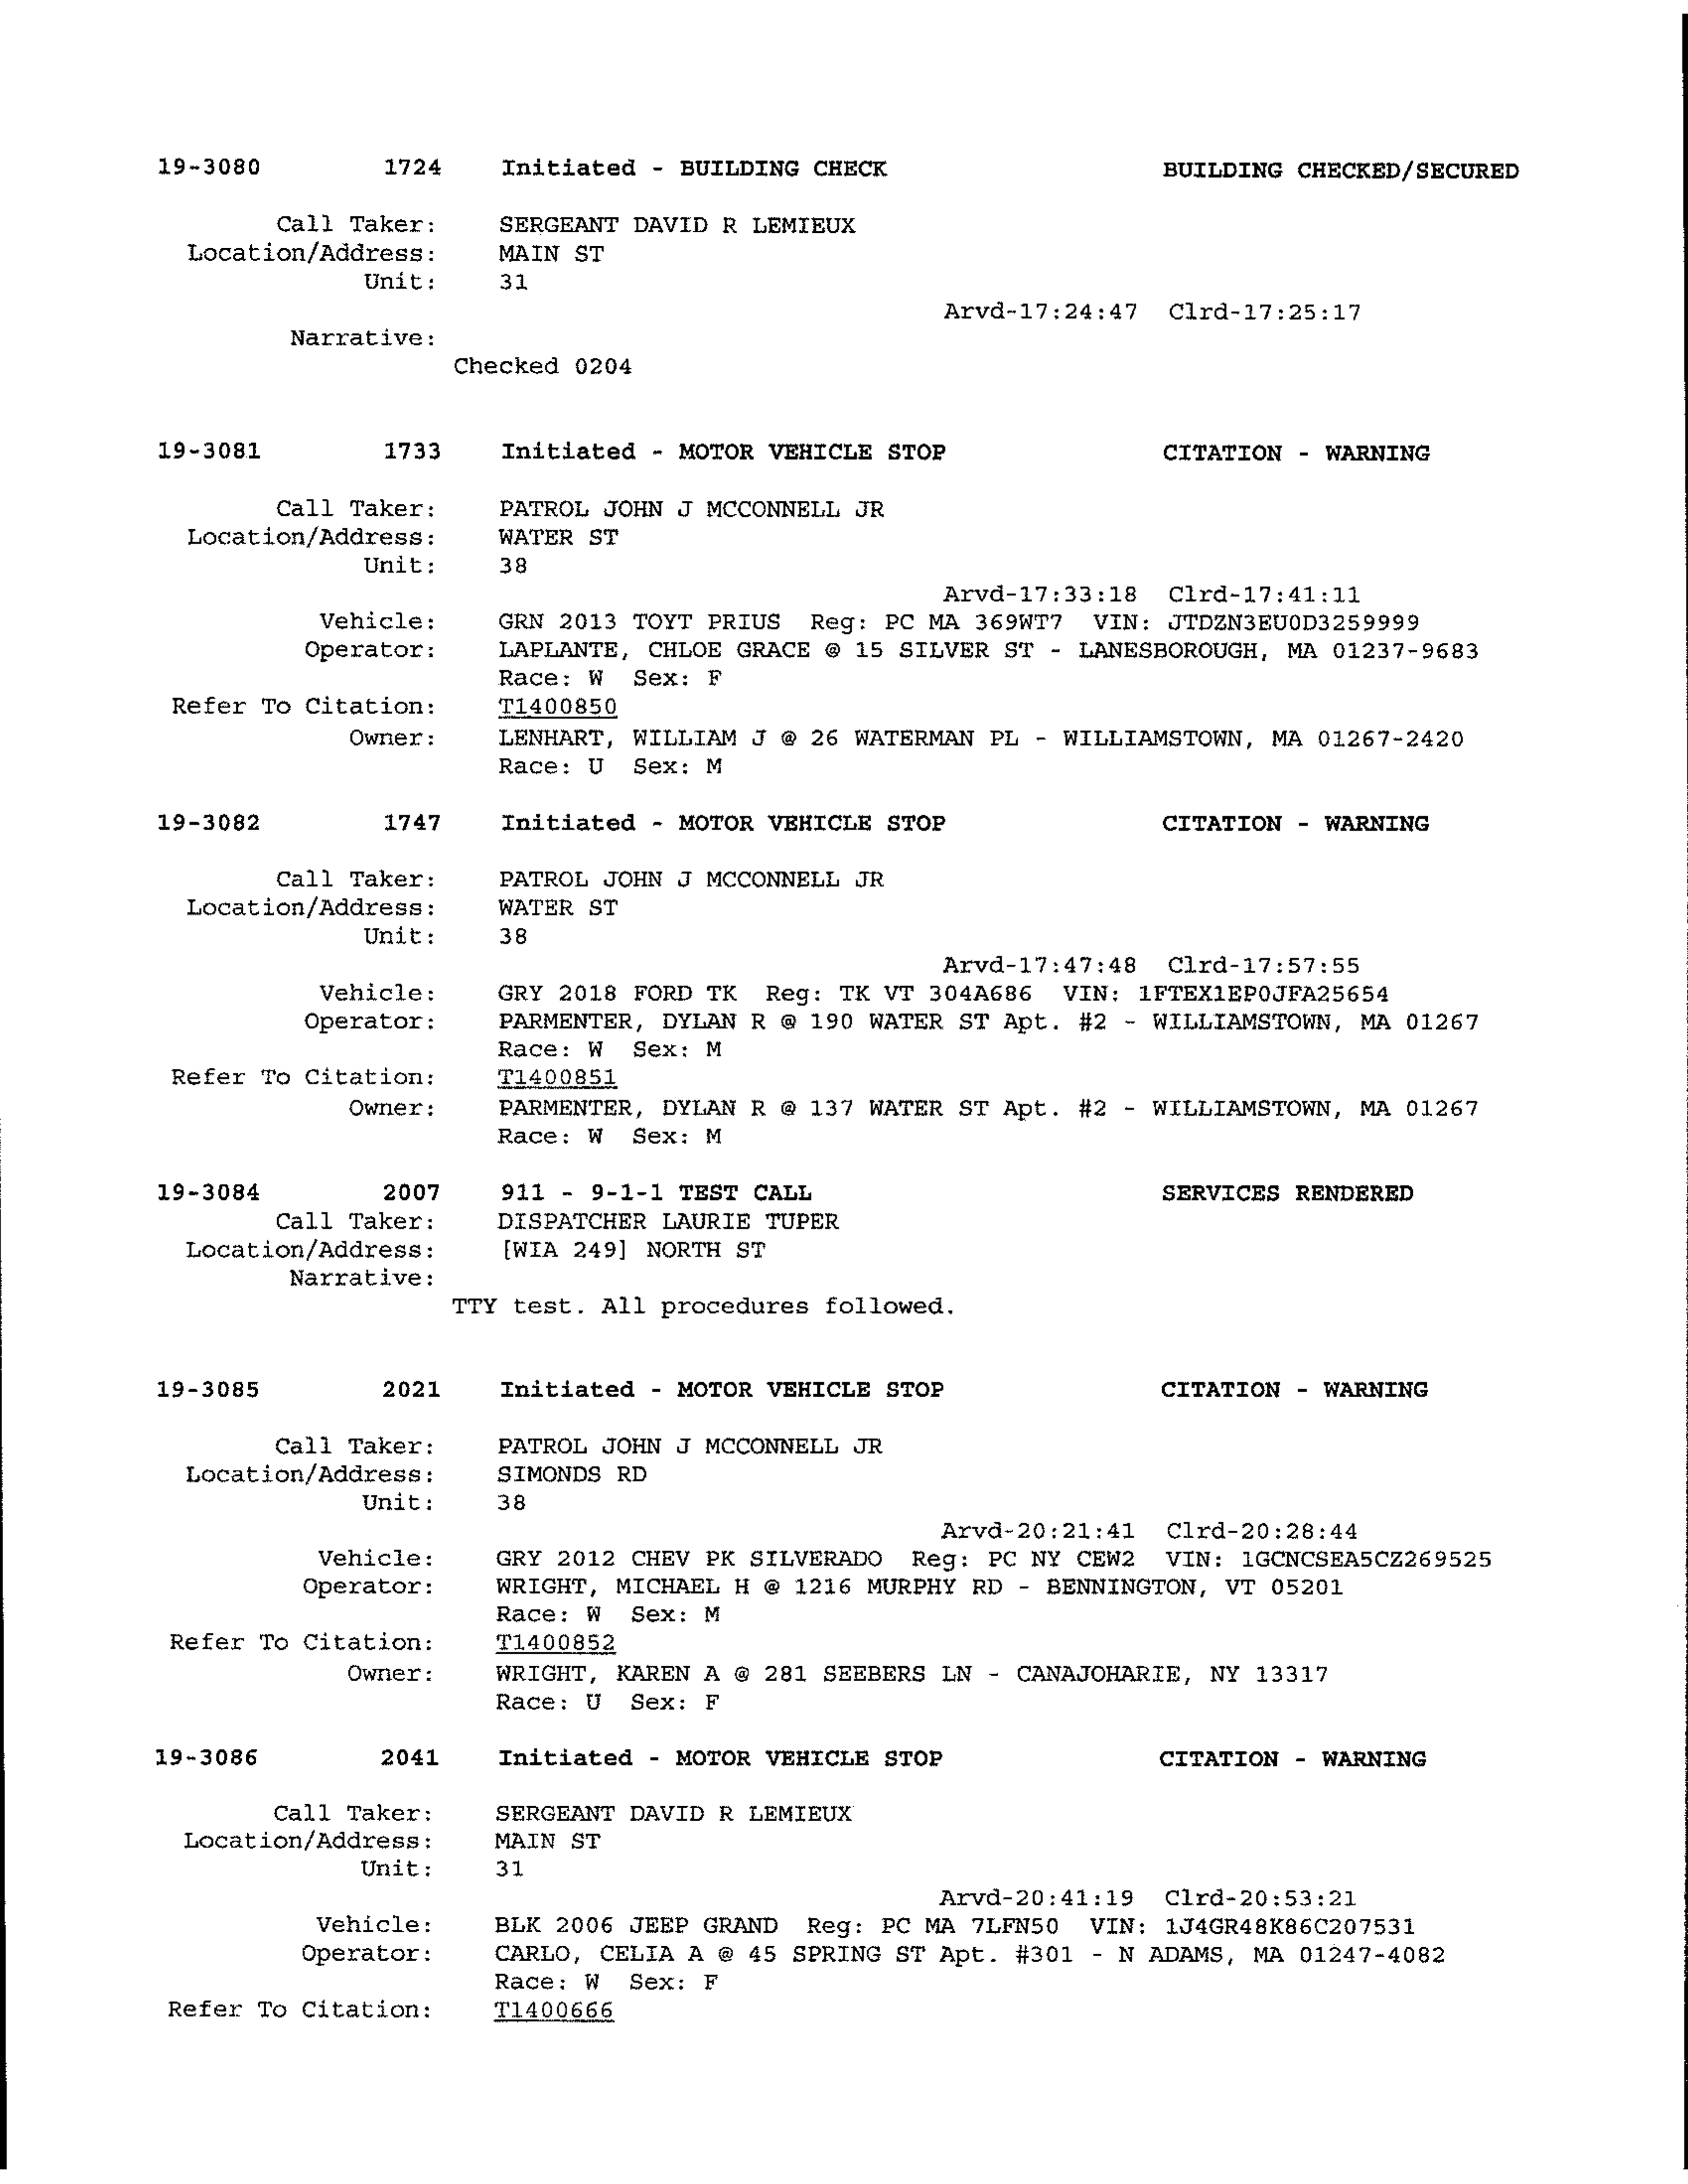 19-3080 1724 Initiated - BUILDING CHECK BUILDING CHECKED/SECURED
Call Taker: SERGEANT DAVID R LEMIEUX
Location/Address: MAIN ST
Unit: 31
Arvd-17:24:47 Clrd-17:25:17
Narrative:
Checked 0204
19-3081 1733 Initiated - MOTOR VEHICLE STOP CITATION - WARNING
Call Taker: PATROL JOHN J MCCONNELL JR
Location/Address: WATER ST
Unit: 38
Arvd-17:33:18 Clrd-17:41:11
Vehicle: GRN 2013 TOYT PRIUS Reg: PC MA 369WT7 VIN: JTDZN3EU0D3259999
Operator: LAPLANTE, CHLOE GRACE @ 15 SILVER ST - LANESBOROUGH, MA 01237-9683
Race: W Sex: F
Refer To Citation: T1400850
Owner: LENHART, WILLIAM J @ 26 WATERMAN PL - WILLIAMSTOWN, MA 01267-2420
Race: U Sex: M
19-3082 1747 Initiated - MOTOR VEHICLE STOP CITATION - WARNING
Call Taker: PATROL JOHN J MCCONNELL JR
Location/Address: WATER ST
Unit: 38
Arvd-17:47:48 Clrd-17:57:55
Vehicle: GRY 2018 FORD TK Reg: TK VT 304A686 VIN: 1FTEX1EP0JFA25654
Operator: PARMENTER, DYLAN R @ 190 WATER ST Apt. #2 - WILLIAMSTOWN, MA 01267
Race: W Sex: M
Refer To Citation: T1400851
Owner: PARMENTER, DYLAN R @ 137 WATER ST Apt. #2 - WILLIAMSTOWN, MA 01267
Race: W Sex: M
19-3084 2007 911 - 9-1-1 TEST CALL SERVICES RENDERED
Call Taker: DISPATCHER LAURIE TUPER
Location/Address: [WIA 249] NORTH ST
Narrative:
TTY test. All procedures followed.
19-3085 2021 Initiated - MOTOR VEHICLE STOP CITATION - WARNING
Call Taker: PATROL JOHN J MCCONNELL JR
Location/Address: SIMONDS RD
Unit: 38
Arvd-20:21:41 Clrd-20:28:44
Vehicle: GRY 2012 CHEV PK SILVERADO Reg: PC NY CEW2 VIN: 1GCNCSEA5CZ269525
Operator: WRIGHT, MICHAEL H @ 1216 MURPHY RD - BENNINGTON, VT 05201
Race: W Sex: M
Refer To Citation: T1400852
Owner: WRIGHT, KAREN A @ 281 SEEBERS LN - CANAJOHARIE, NY 13317
Race: U Sex: F
19-3086 2041 Initiated - MOTOR VEHICLE STOP CITATION - WARNING
Call Taker: SERGEANT DAVID R LEMIEUX
Location/Address: MAIN ST
Unit: 31
Arvd-20:41:19 Clrd-20:53:21
Vehicle: BLK 2006 JEEP GRAND Reg: PC MA 7LFN50 VIN: 1J4GR48K86C207531
Operator: CARLO, CELIA A @ 45 SPRING ST Apt. #301 - N ADAMS, MA 01247-4082
Race: W Sex: F
Refer To Citation: T1400666